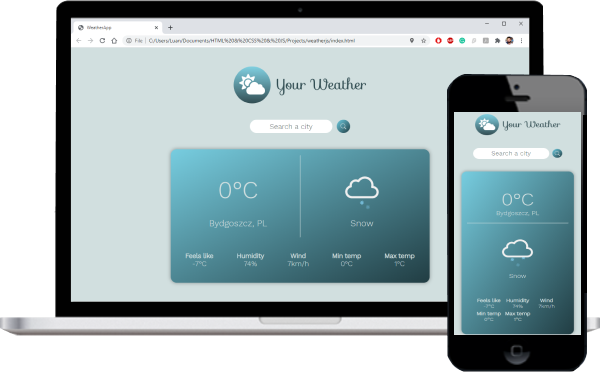 WeatherApp
File
C:/Users/Luan/Documents/HTML%20&%20CSS%20&%20JS/Projects/weatherjs/index.html
Your Weather
Search a city
0°C
Bydgoszcz, PL
Snow
Feels like Humidity Wind Min temp Max temp
-7°C 74% 7km/h 0°C 1°C
Your Weather
Search a city
0°C
Bydgoszcz, PL
Snow
Feels like Humidity Wind
-7°C 74% 7km/h
Min temp Max temp
0°C 1°C